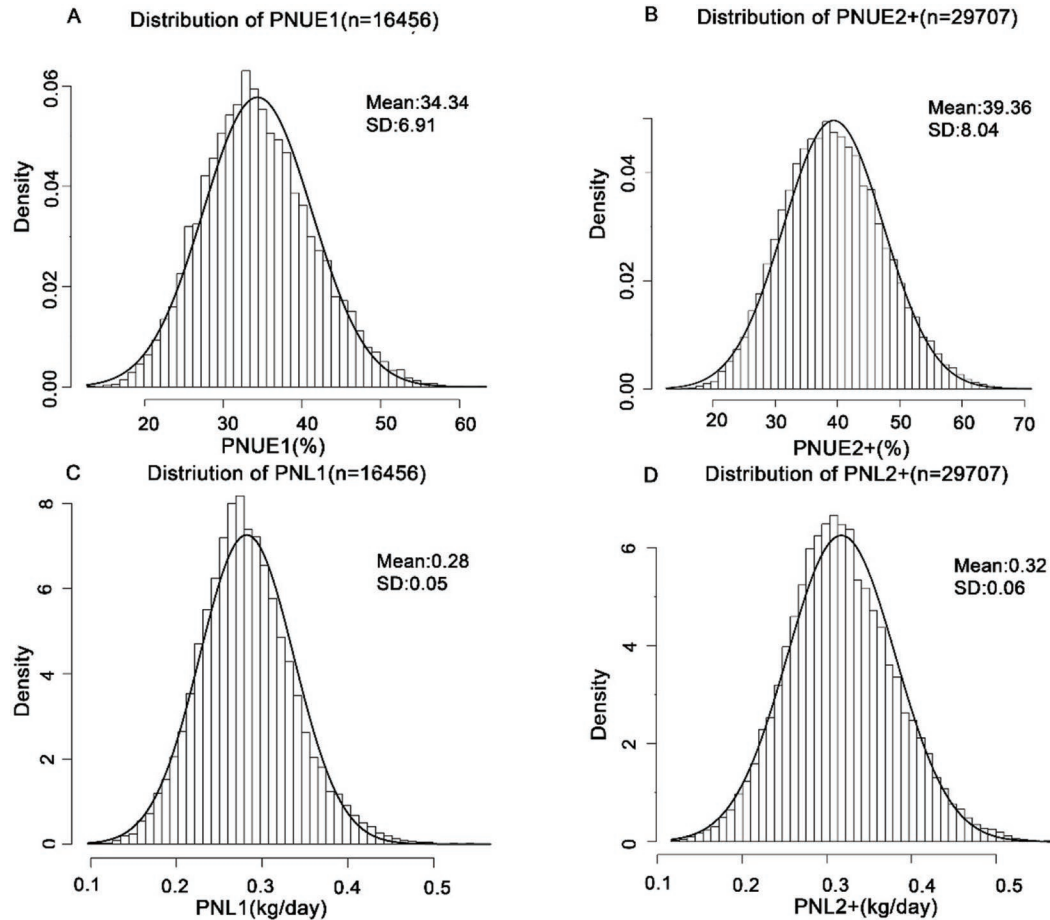 A Distribution of PNUE1(n=16456)
Mean:34.34
SD:6.91
Density
0.06
0.04
0.02
0.00
20 30 40 50 60
PNUE1(%)
B Distribution of PNUE2+(n=29707)
Mean:39.36
SD:8.04
Density
0.04
0.02
0.00
20 30 40 50 60 70
PNUE2+(%)
C Distriution of PNL1(n=16456)
Mean:0.28
SD:0.05
Density
8
6
4
2
0
0.1 0.2 0.3 0.4 0.5
PNL1(kg/day)
D Distribution of PNL2+(n=29707)
Mean:0.32
SD:0.06
Density
6
4
2
0
0.1 0.2 0.3 0.4 0.5
PNL2+(kg/day)